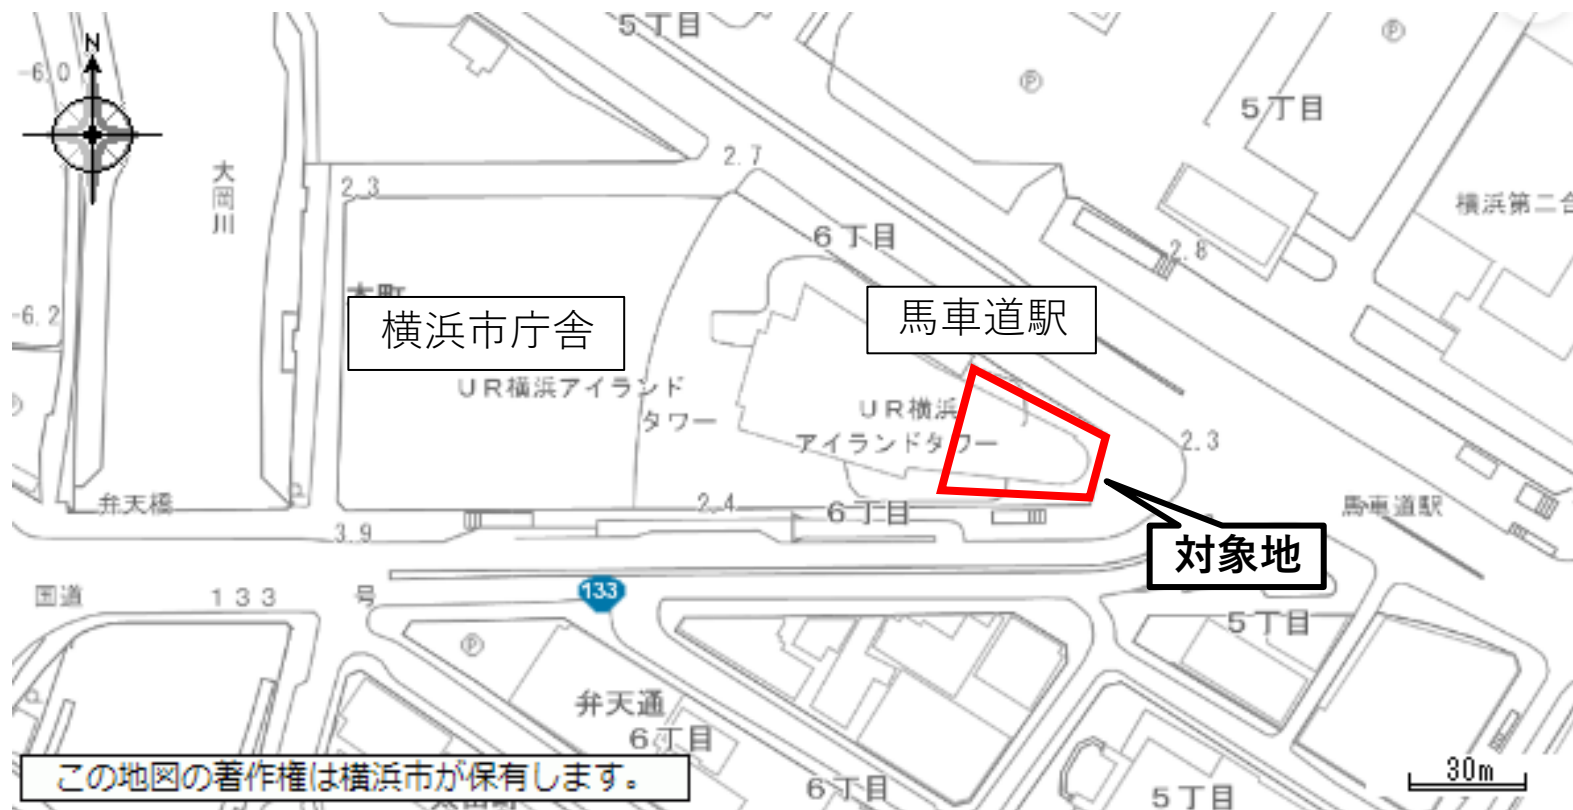 5丁目
N
-6.0
5丁目
2.7
大岡川
2.3
横浜第二合
6丁目
2.8
馬車道駅
-6.2
横浜市庁舎
UR横浜アイランド
タワー
UR横浜
アイランドタワー
2.3
弁天橋
2.4
6丁目
馬車道駅
3.9
対象地
国道 133 号
133
5丁目
弁天通
6丁目
この地図の著作権は横浜市が保有します。
30m
6丁目
5丁目